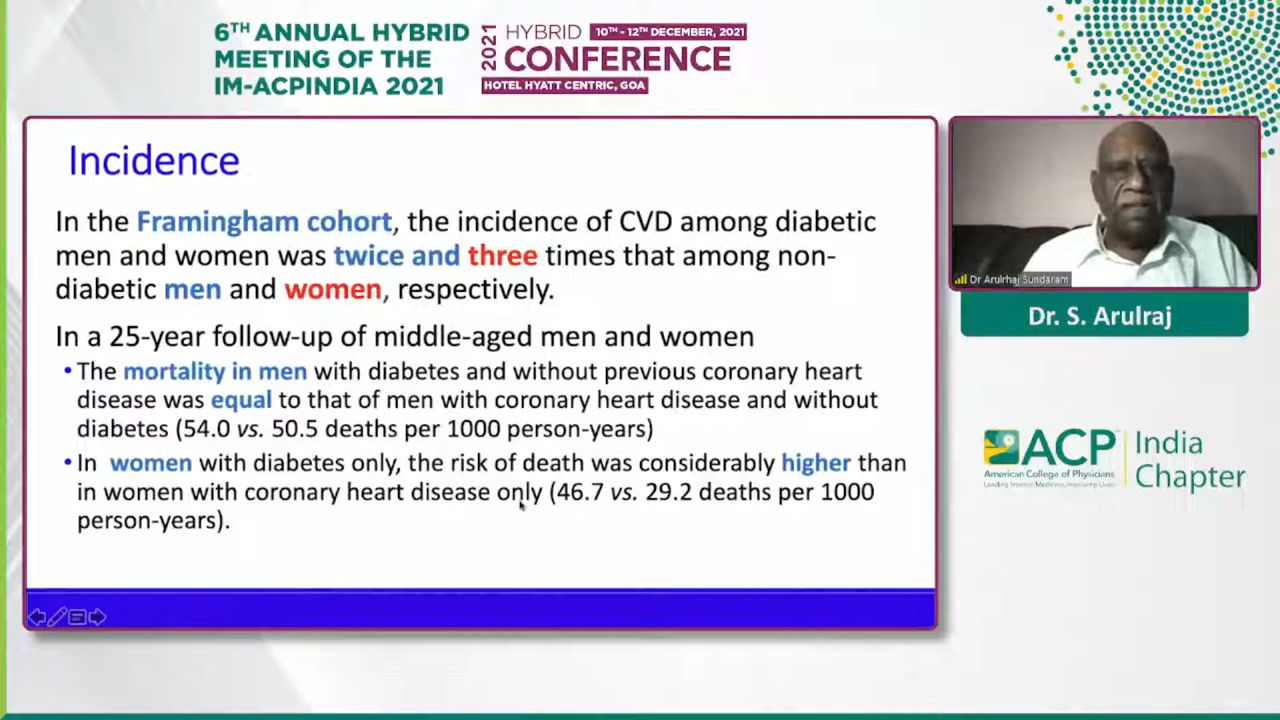 6TH ANNUAL HYBRID
MEETING OF THE
IM-ACPINDIA 2021
2021
HYBRID 10TH - 12TH DECEMBER, 2021
CONFERENCE
HOTEL HYATT CENTRIC, GOA
Incidence
In the Framingham cohort, the incidence of CVD among diabetic
men and women was twice and three times that among non-
diabetic men and women, respectively.
In a 25-year follow-up of middle-aged men and women
• The mortality in men with diabetes and without previous coronary heart
disease was equal to that of men with coronary heart disease and without
diabetes (54.0 vs. 50.5 deaths per 1000 person-years)
• In women with diabetes only, the risk of death was considerably higher than
in women with coronary heart disease only (46.7 vs. 29.2 deaths per 1000
person-years).
Dr Arulrhaj Sundaram
Dr. S. Arulraj
ACP
American College of Physicians
Leading Internal Medicine, Improving Lives
India
Chapter